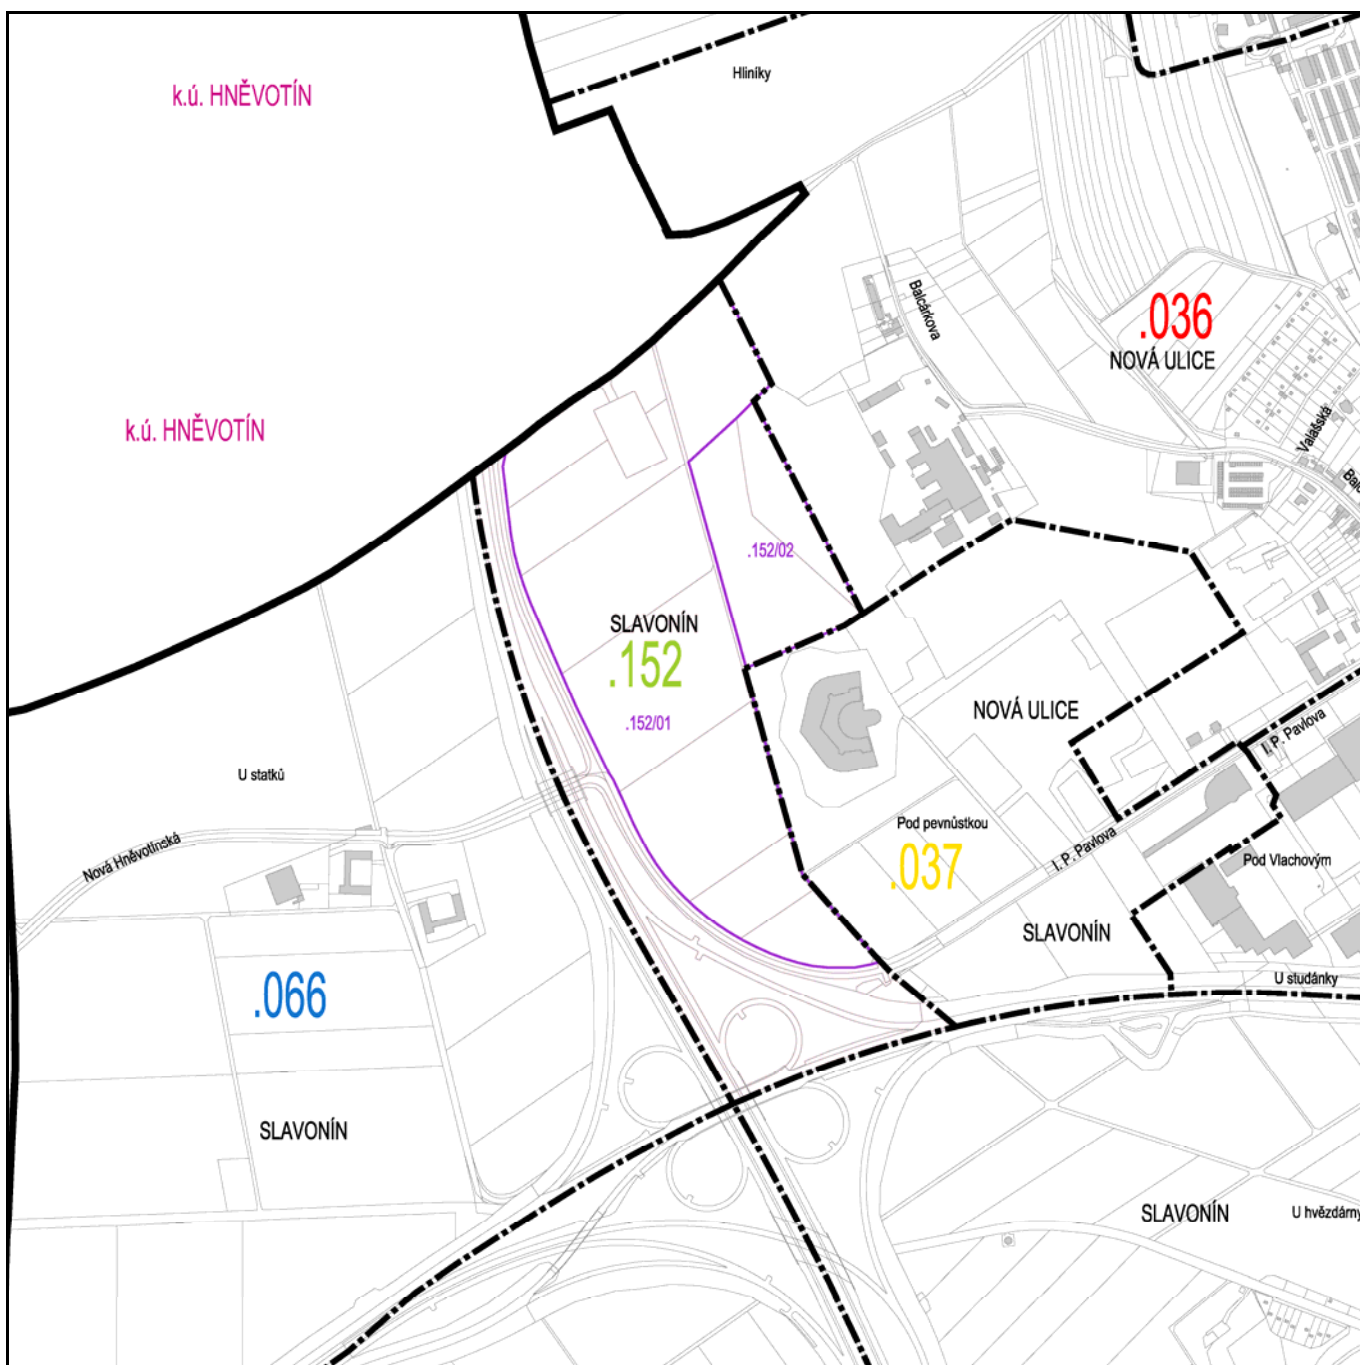 Hliníky
k.ú. HNĚVOTÍN
Balcárkova
.036
NOVÁ ULICE
k.ú. HNĚVOTÍN
Valašská
.152/02
SLAVONÍN
.152
.152/01
NOVÁ ULICE
I. P. Pavlova
U statků
Nová Hněvotínská
Pod pevnůstkou
.037
I. P. Pavlova
Pod Vlachovým
SLAVONÍN
U studánky
.066
SLAVONÍN
SLAVONÍN
U hvězdárny